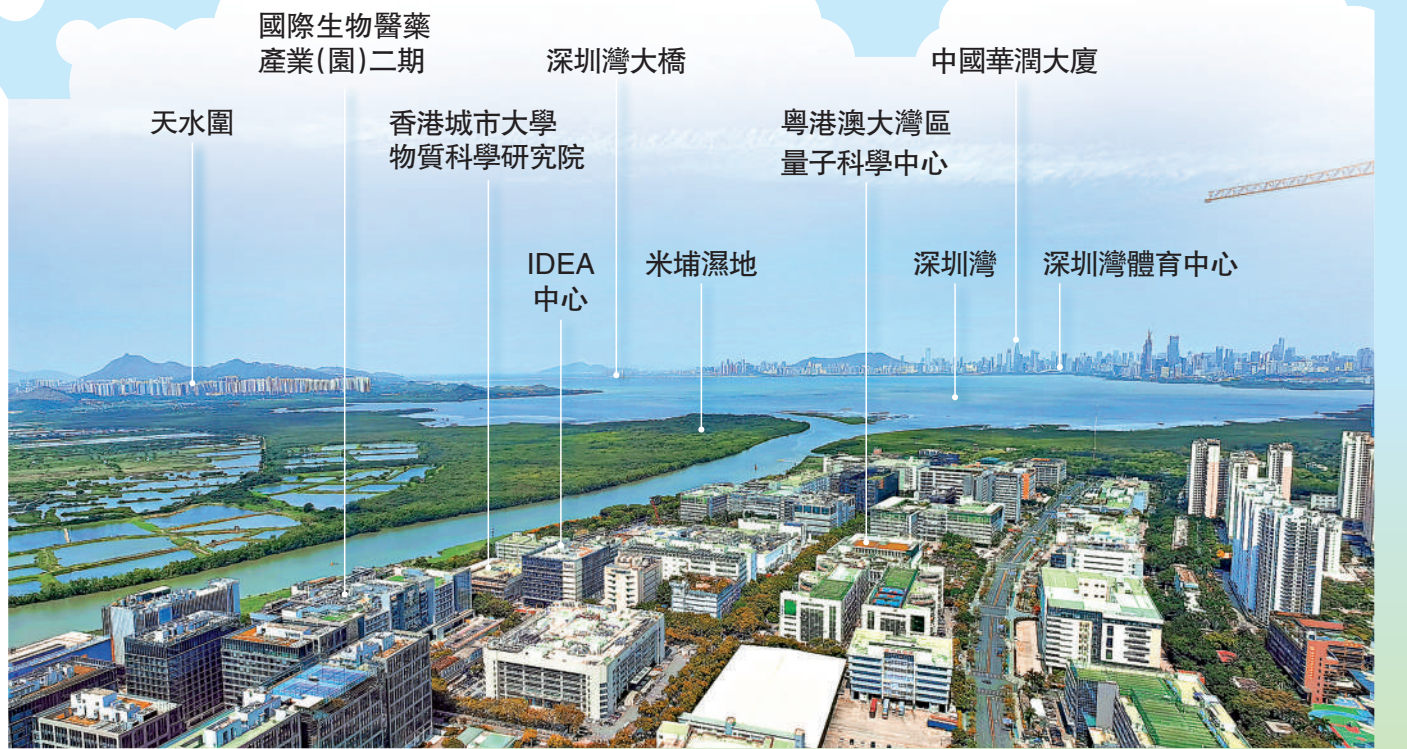 國際生物醫藥
產業(園)二期
深圳灣大橋
中國華潤大廈
天水圍
香港城市大學
物質科學研究院
粵港澳大灣區
量子科學中心
IDEA
中心
米埔濕地
深圳灣
深圳灣體育中心